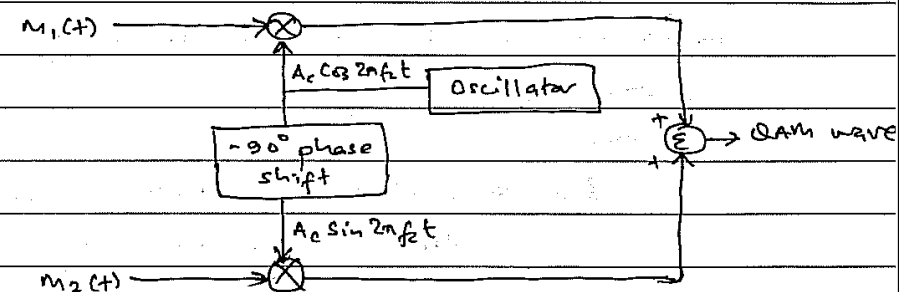 m₁(t)
Ac Cos 2πfct
Oscillator
-90° phase
shift
+
Σ
+
QAM wave
Ac Sin 2πfct
m₂(t)